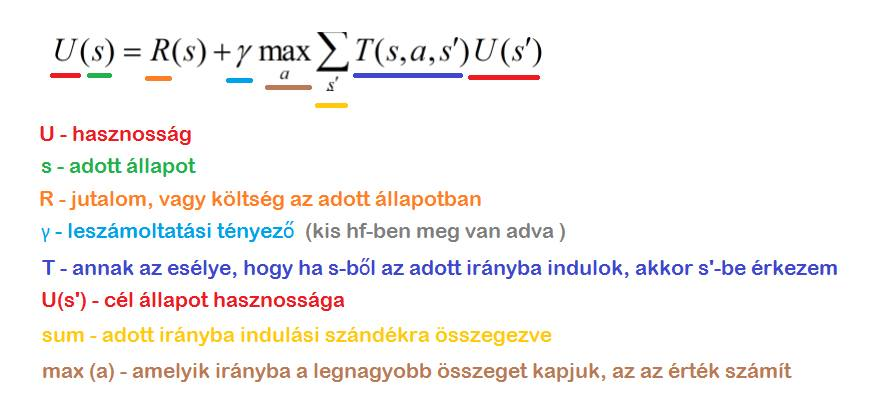 U(s) = R(s) + γ max_a ∑_s' T(s,a,s')U(s')
U - hasznosság
s - adott állapot
R - jutalom, vagy költség az adott állapotban
γ - leszámoltatási tényező (kis hf-ben meg van adva )
T - annak az esélye, hogy ha s-ből az adott irányba indulok, akkor s'-be érkezem
U(s') - cél állapot hasznossága
sum - adott irányba indulási szándékra összegezve
max (a) - amelyik irányba a legnagyobb összeget kapjuk, az az érték számít